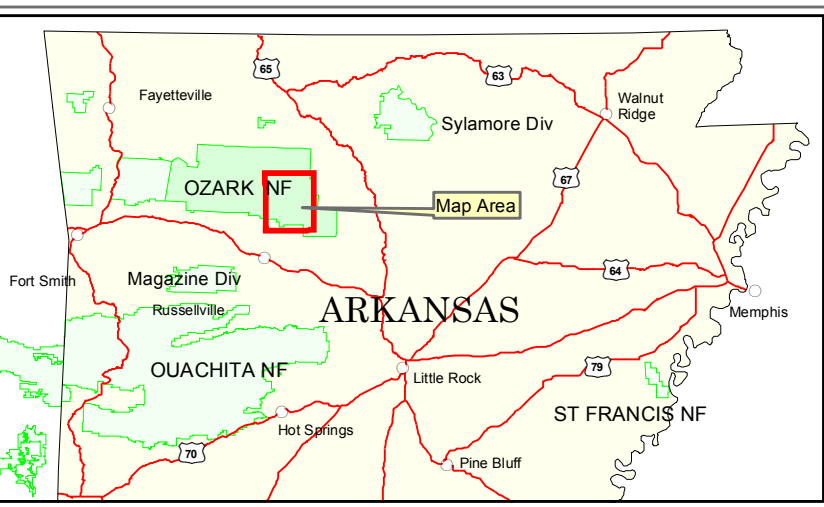 65
63
Fayetteville
Walnut
Ridge
Sylamore Div
67
OZARK NF
Map Area
64
Fort Smith
Magazine Div
Russellville
ARKANSAS
Memphis
OUACHITA NF
Little Rock
79
ST FRANCIS NF
Hot Springs
70
Pine Bluff